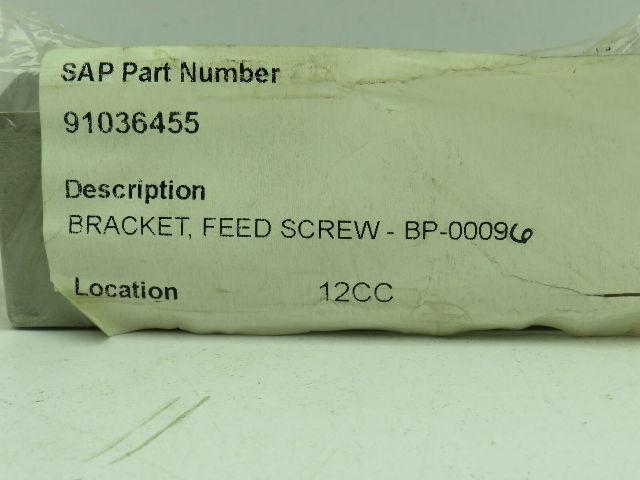 SAP Part Number
91036455
Description
BRACKET, FEED SCREW - BP-00096
Location 12CC